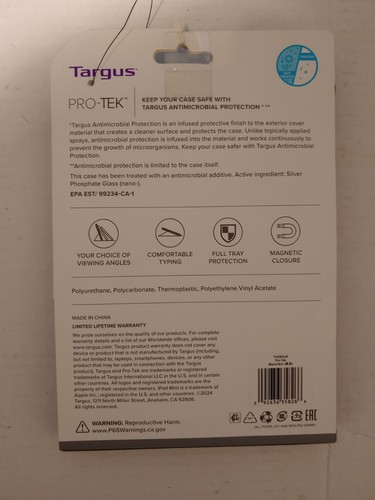 Targus
PRO-TEK™
KEEP YOUR CASE SAFE WITH
TARGUS ANTIMICROBIAL PROTECTION * **
*Targus Antimicrobial Protection is an infused protective finish to the exterior cover
material that creates a cleaner surface and protects the case. Unlike topically applied
sprays, antimicrobial protection is infused into the material and works continuously to
prevent the growth of microorganisms. Keep your case safer with Targus Antimicrobial
Protection.
**Antimicrobial protection is limited to the case itself.
This case has been treated with an antimicrobial additive. Active ingredient: Silver
Phosphate Glass (nano-).
EPA EST/ 99234-CA-1
YOUR CHOICE OF
VIEWING ANGLES
COMFORTABLE
TYPING
FULL TRAY
PROTECTION
MAGNETIC
CLOSURE
Polyurethane, Polycarbonate, Thermoplastic, Polyethylene Vinyl Acetate
MADE IN CHINA
LIMITED LIFETIME WARRANTY
We pride ourselves on the quality of our products. For complete
warranty details and a list of our Worldwide offices, please visit
www.targus.com. Targus product warranty does not cover any
device or product that is not manufactured by Targus (including,
but not limited to, laptops, smartphones, devices, or any other
product that may be used in connection with the Targus
product). Targus and Pro-Tek are trademarks or registered
trademarks of Targus International LLC in the U.S. and in certain
other countries. All logos and registered trademarks are the
property of their respective owners. iPad Mini is a trademark of
Apple Inc., registered in the U.S. and other countries. ©2024
Targus, 1211 North Miller Street, Anaheim, CA 92806.
All rights reserved.
WARNING: Reproductive Harm.
www.P65Warnings.ca.gov
UK
CA
CE
EAC